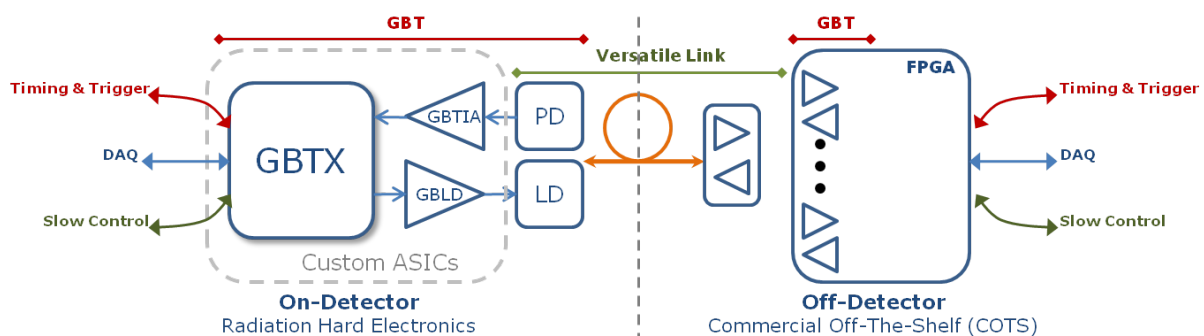 GBT
GBT
Versatile Link
FPGA
Timing & Trigger
GBTIA
PD
Timing & Trigger
DAQ
GBTX
DAQ
GBLD
LD
Slow Control
Slow Control
Custom ASICs
On-Detector
Off-Detector
Radiation Hard Electronics
Commercial Off-The-Shelf (COTS)